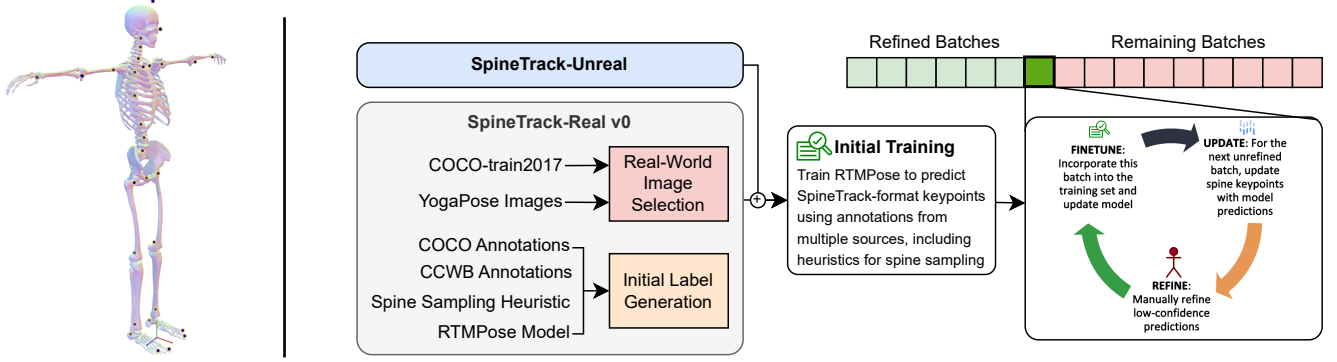 SpineTrack-Unreal
SpineTrack-Real v0
COCO-train2017
YogaPose Images
Real-World
Image
Selection
COCO Annotations
CCWB Annotations
Spine Sampling Heuristic
RTMPose Model
Initial Label
Generation
+
Initial Training
Train RTMPose to predict
SpineTrack-format keypoints
using annotations from
multiple sources, including
heuristics for spine sampling
Refined Batches
Remaining Batches
FINETUNE:
Incorporate this
batch into the
training set and
update model
UPDATE: For the
next unrefined
batch, update
spine keypoints
with model
predictions
REFINE:
Manually refine
low-confidence
predictions